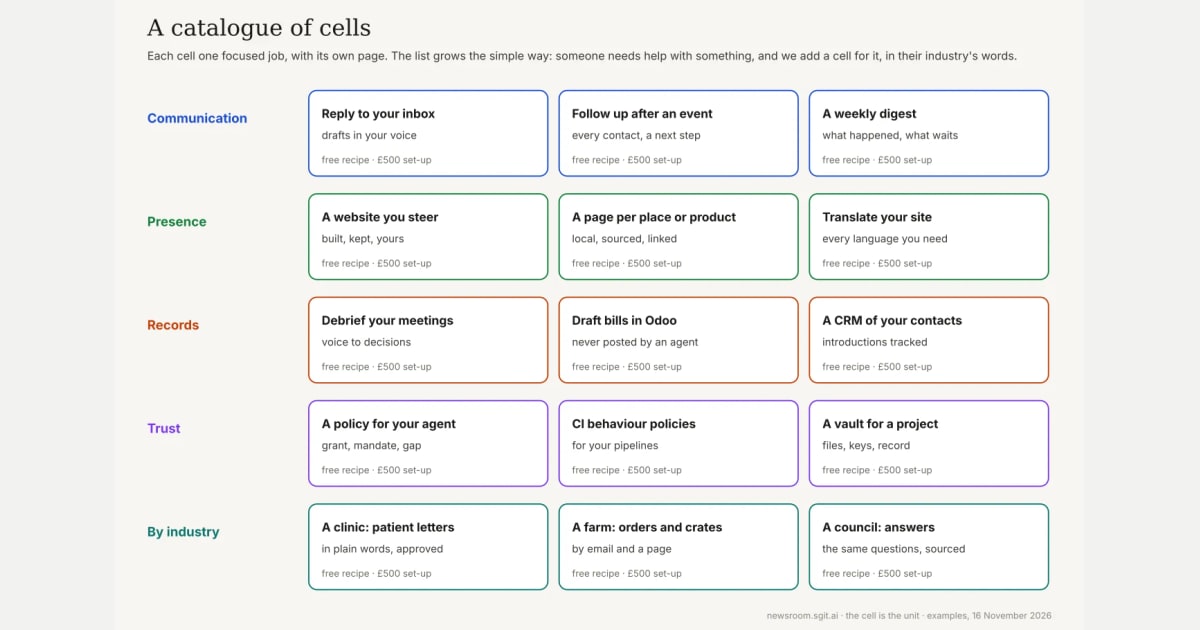 A catalogue of cells
Each cell one focused job, with its own page. The list grows the simple way: someone needs help with something, and we add a cell for it, in their industry's words.
Communication
Reply to your inbox
drafts in your voice
free recipe · £500 set-up
Follow up after an event
every contact, a next step
free recipe · £500 set-up
A weekly digest
what happened, what waits
free recipe · £500 set-up
Presence
A website you steer
built, kept, yours
free recipe · £500 set-up
A page per place or product
local, sourced, linked
free recipe · £500 set-up
Translate your site
every language you need
free recipe · £500 set-up
Records
Debrief your meetings
voice to decisions
free recipe · £500 set-up
Draft bills in Odoo
never posted by an agent
free recipe · £500 set-up
A CRM of your contacts
introductions tracked
free recipe · £500 set-up
Trust
A policy for your agent
grant, mandate, gap
free recipe · £500 set-up
CI behaviour policies
for your pipelines
free recipe · £500 set-up
A vault for a project
files, keys, record
free recipe · £500 set-up
By industry
A clinic: patient letters
in plain words, approved
free recipe · £500 set-up
A farm: orders and crates
by email and a page
free recipe · £500 set-up
A council: answers
the same questions, sourced
free recipe · £500 set-up
newsroom.sgit.ai · the cell is the unit · examples, 16 November 2026